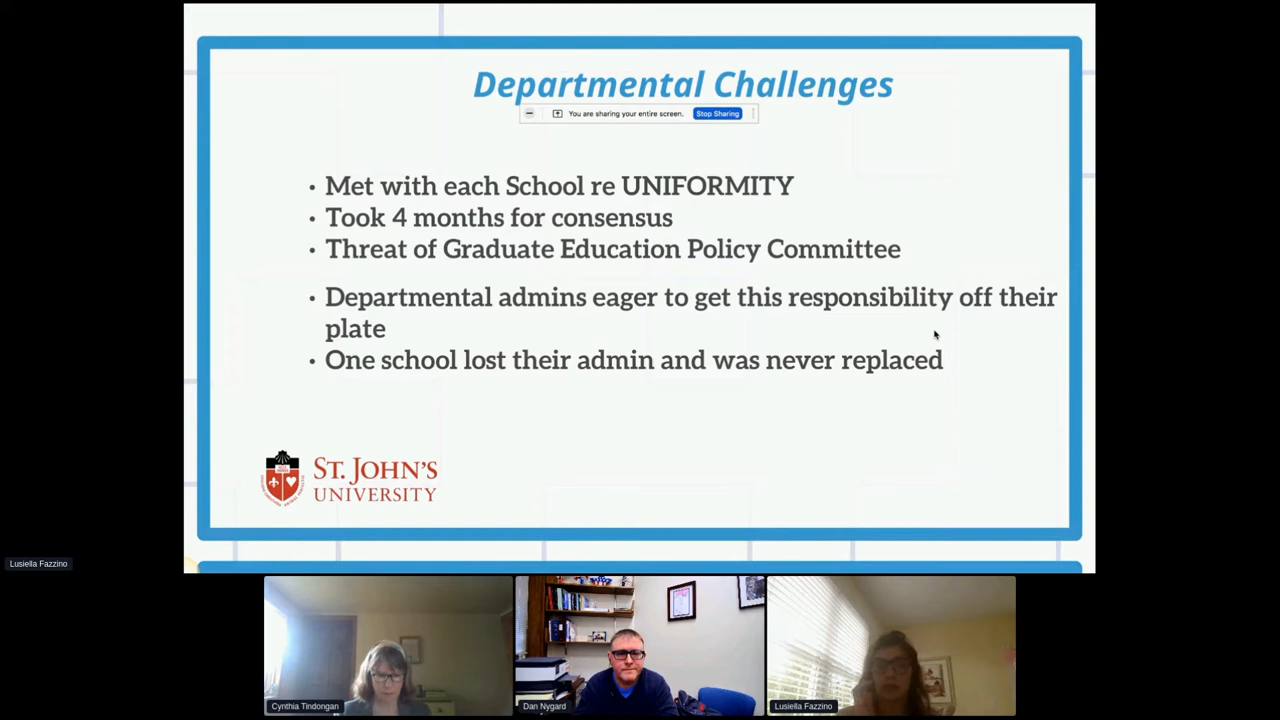 Departmental Challenges
You are sharing your entire screen.
Stop Sharing
• Met with each School re UNIFORMITY
• Took 4 months for consensus
• Threat of Graduate Education Policy Committee
• Departmental admins eager to get this responsibility off their
plate
• One school lost their admin and was never replaced
ST. JOHN'S
UNIVERSITY
Lusiella Fazzino
Cynthia Tindongan
Dan Nygard
Lusiella Fazzino